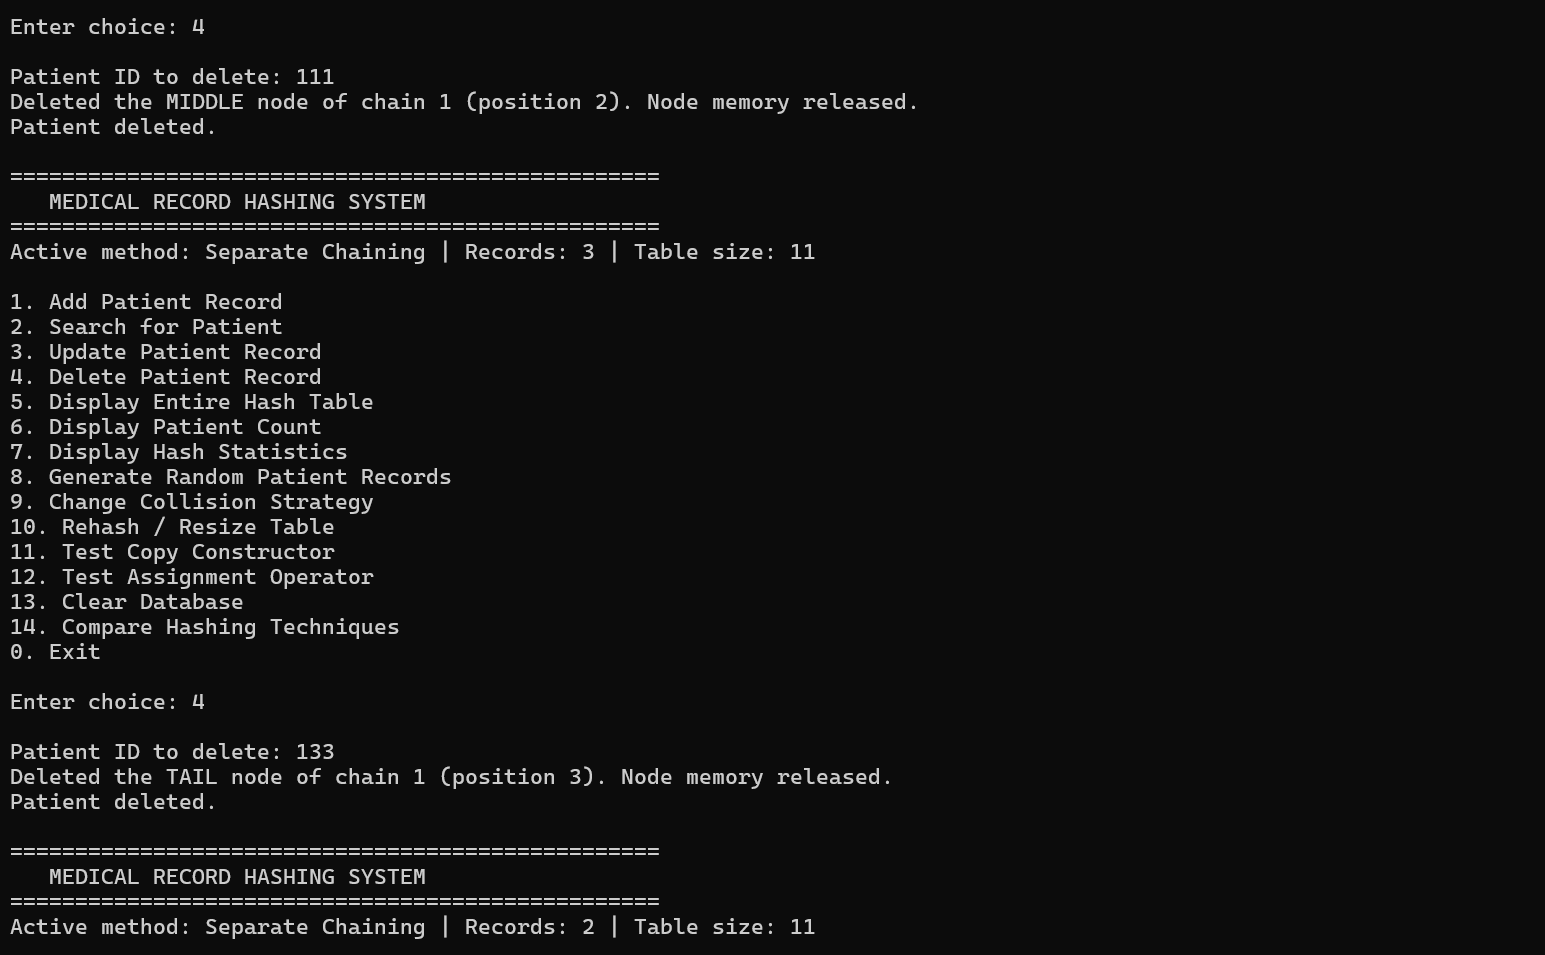 Enter choice: 4
Patient ID to delete: 111
Deleted the MIDDLE node of chain 1 (position 2). Node memory released.
Patient deleted.
==================================================
   MEDICAL RECORD HASHING SYSTEM
==================================================
Active method: Separate Chaining | Records: 3 | Table size: 11
1. Add Patient Record
2. Search for Patient
3. Update Patient Record
4. Delete Patient Record
5. Display Entire Hash Table
6. Display Patient Count
7. Display Hash Statistics
8. Generate Random Patient Records
9. Change Collision Strategy
10. Rehash / Resize Table
11. Test Copy Constructor
12. Test Assignment Operator
13. Clear Database
14. Compare Hashing Techniques
0. Exit
Enter choice: 4
Patient ID to delete: 133
Deleted the TAIL node of chain 1 (position 3). Node memory released.
Patient deleted.
==================================================
   MEDICAL RECORD HASHING SYSTEM
==================================================
Active method: Separate Chaining | Records: 2 | Table size: 11